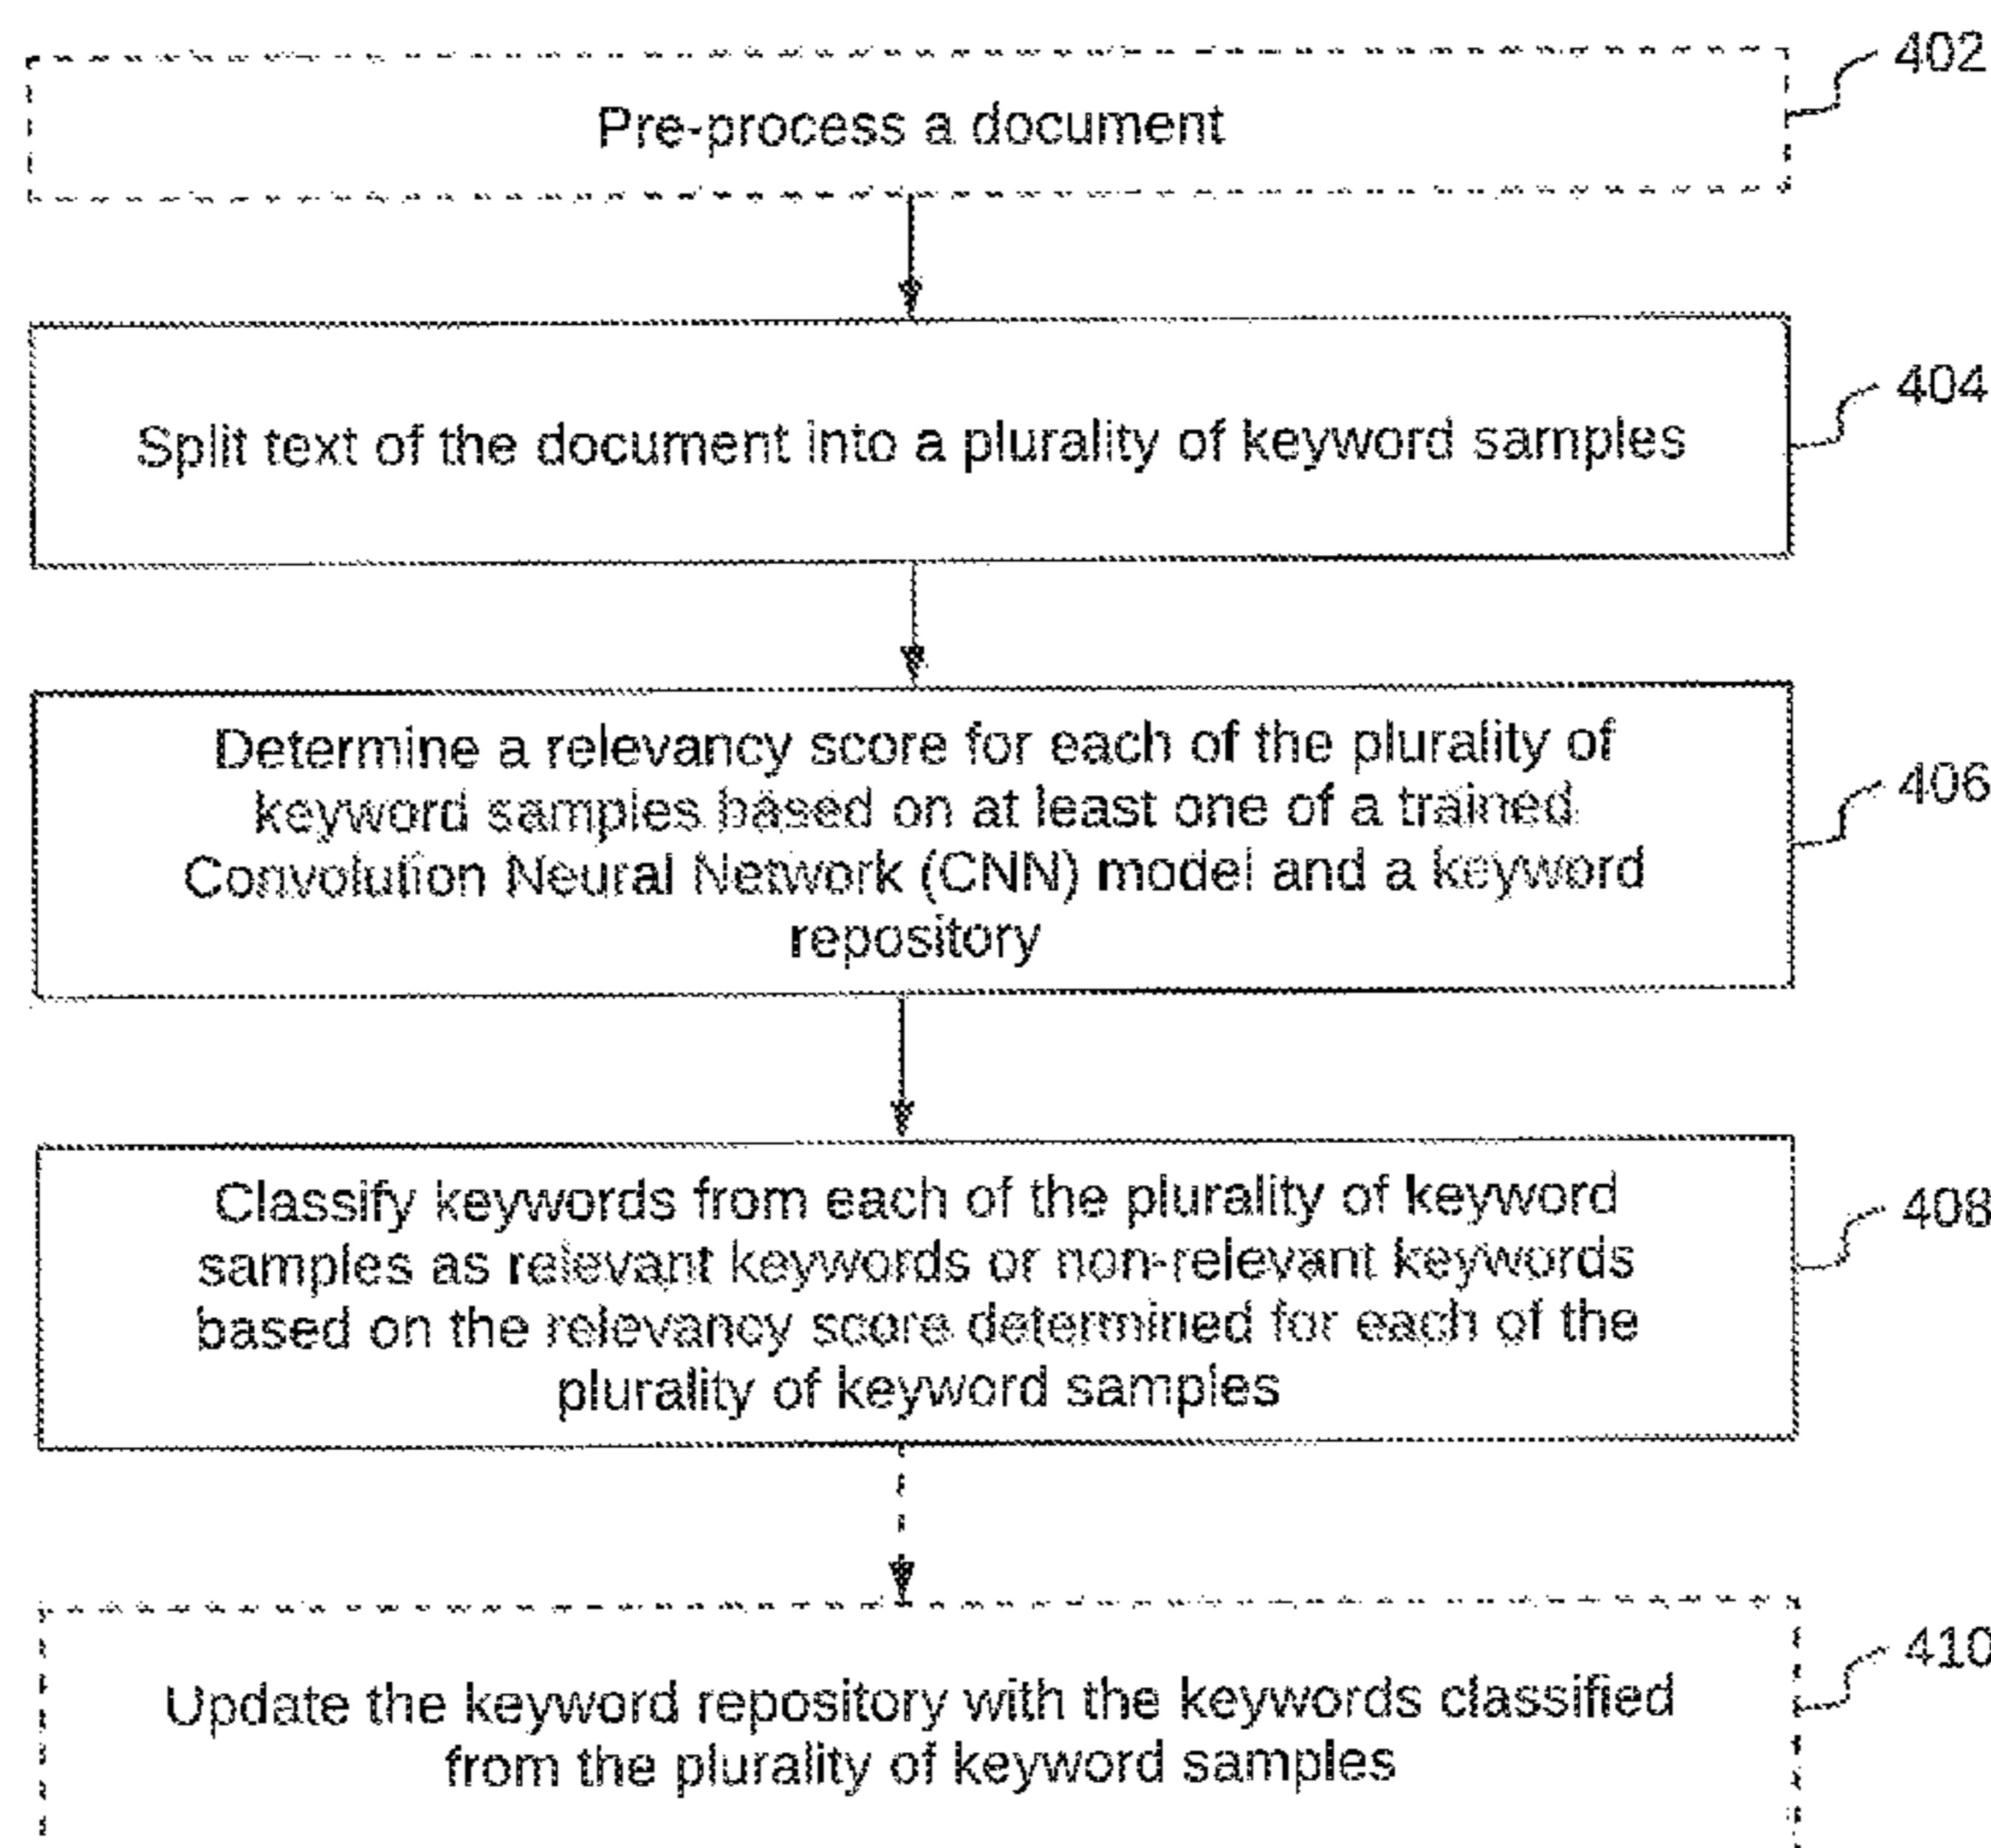 402
Pre-process a document
404
Split text of the document into a plurality of keyword samples
Determine a relevancy score for each of the plurality of
keyword samples based on at least one of a trained
406
Convolution Neural Network (CNN) model and a keyword
repository
Classify keywords from each of the plurality of keyword
408
samples as relevant keywords or non-relevant keywords
based on the relevancy score determined for each of the
plurality of keyword samples
410
Update the keyword repository with the keywords classified
from the plurality of keyword samples